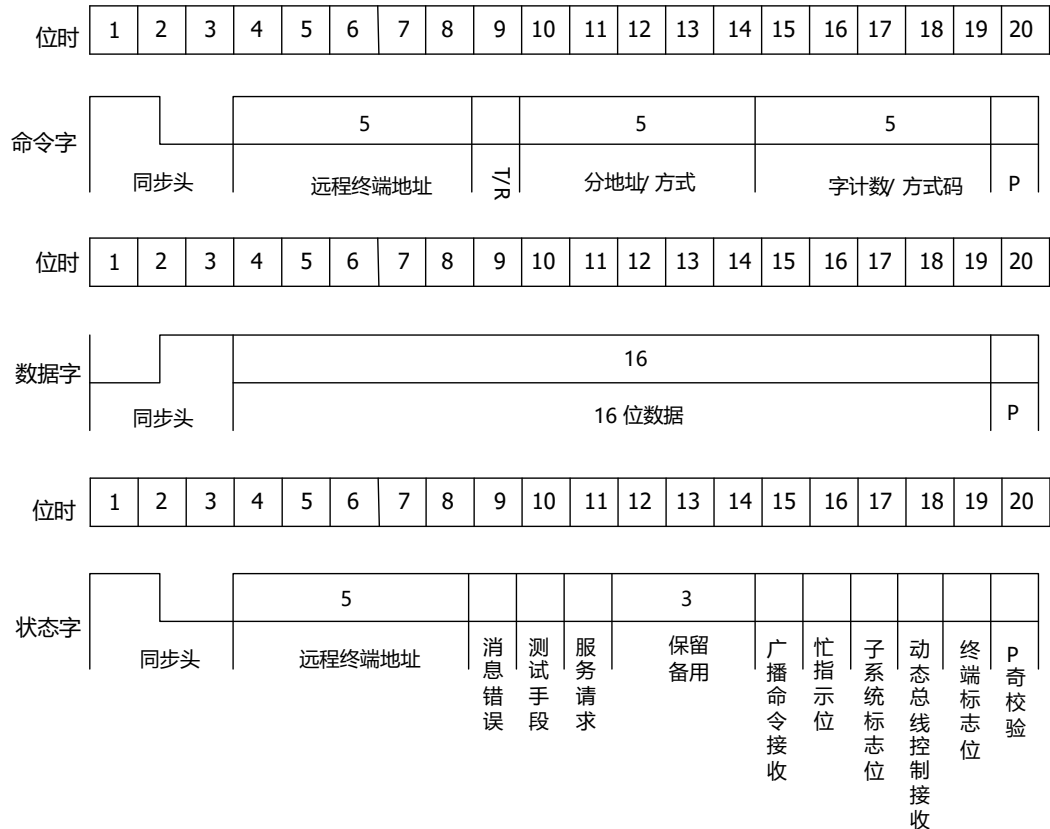 位时 1 2 3 4 5 6 7 8 9 10 11 12 13 14 15 16 17 18 19 20
命令字
5 5 5
同步头 远程终端地址 T/R 分地址/ 方式 字计数/ 方式码 P
位时 1 2 3 4 5 6 7 8 9 10 11 12 13 14 15 16 17 18 19 20
数据字
16
同步头 16 位数据 P
位时 1 2 3 4 5 6 7 8 9 10 11 12 13 14 15 16 17 18 19 20
状态字
5 3
同步头 远程终端地址
消息错误
测试手段
服务请求
保留
备用
广播命令接收
忙指示位
子系统标志位
动态总线控制接收
终端标志位
P奇校验